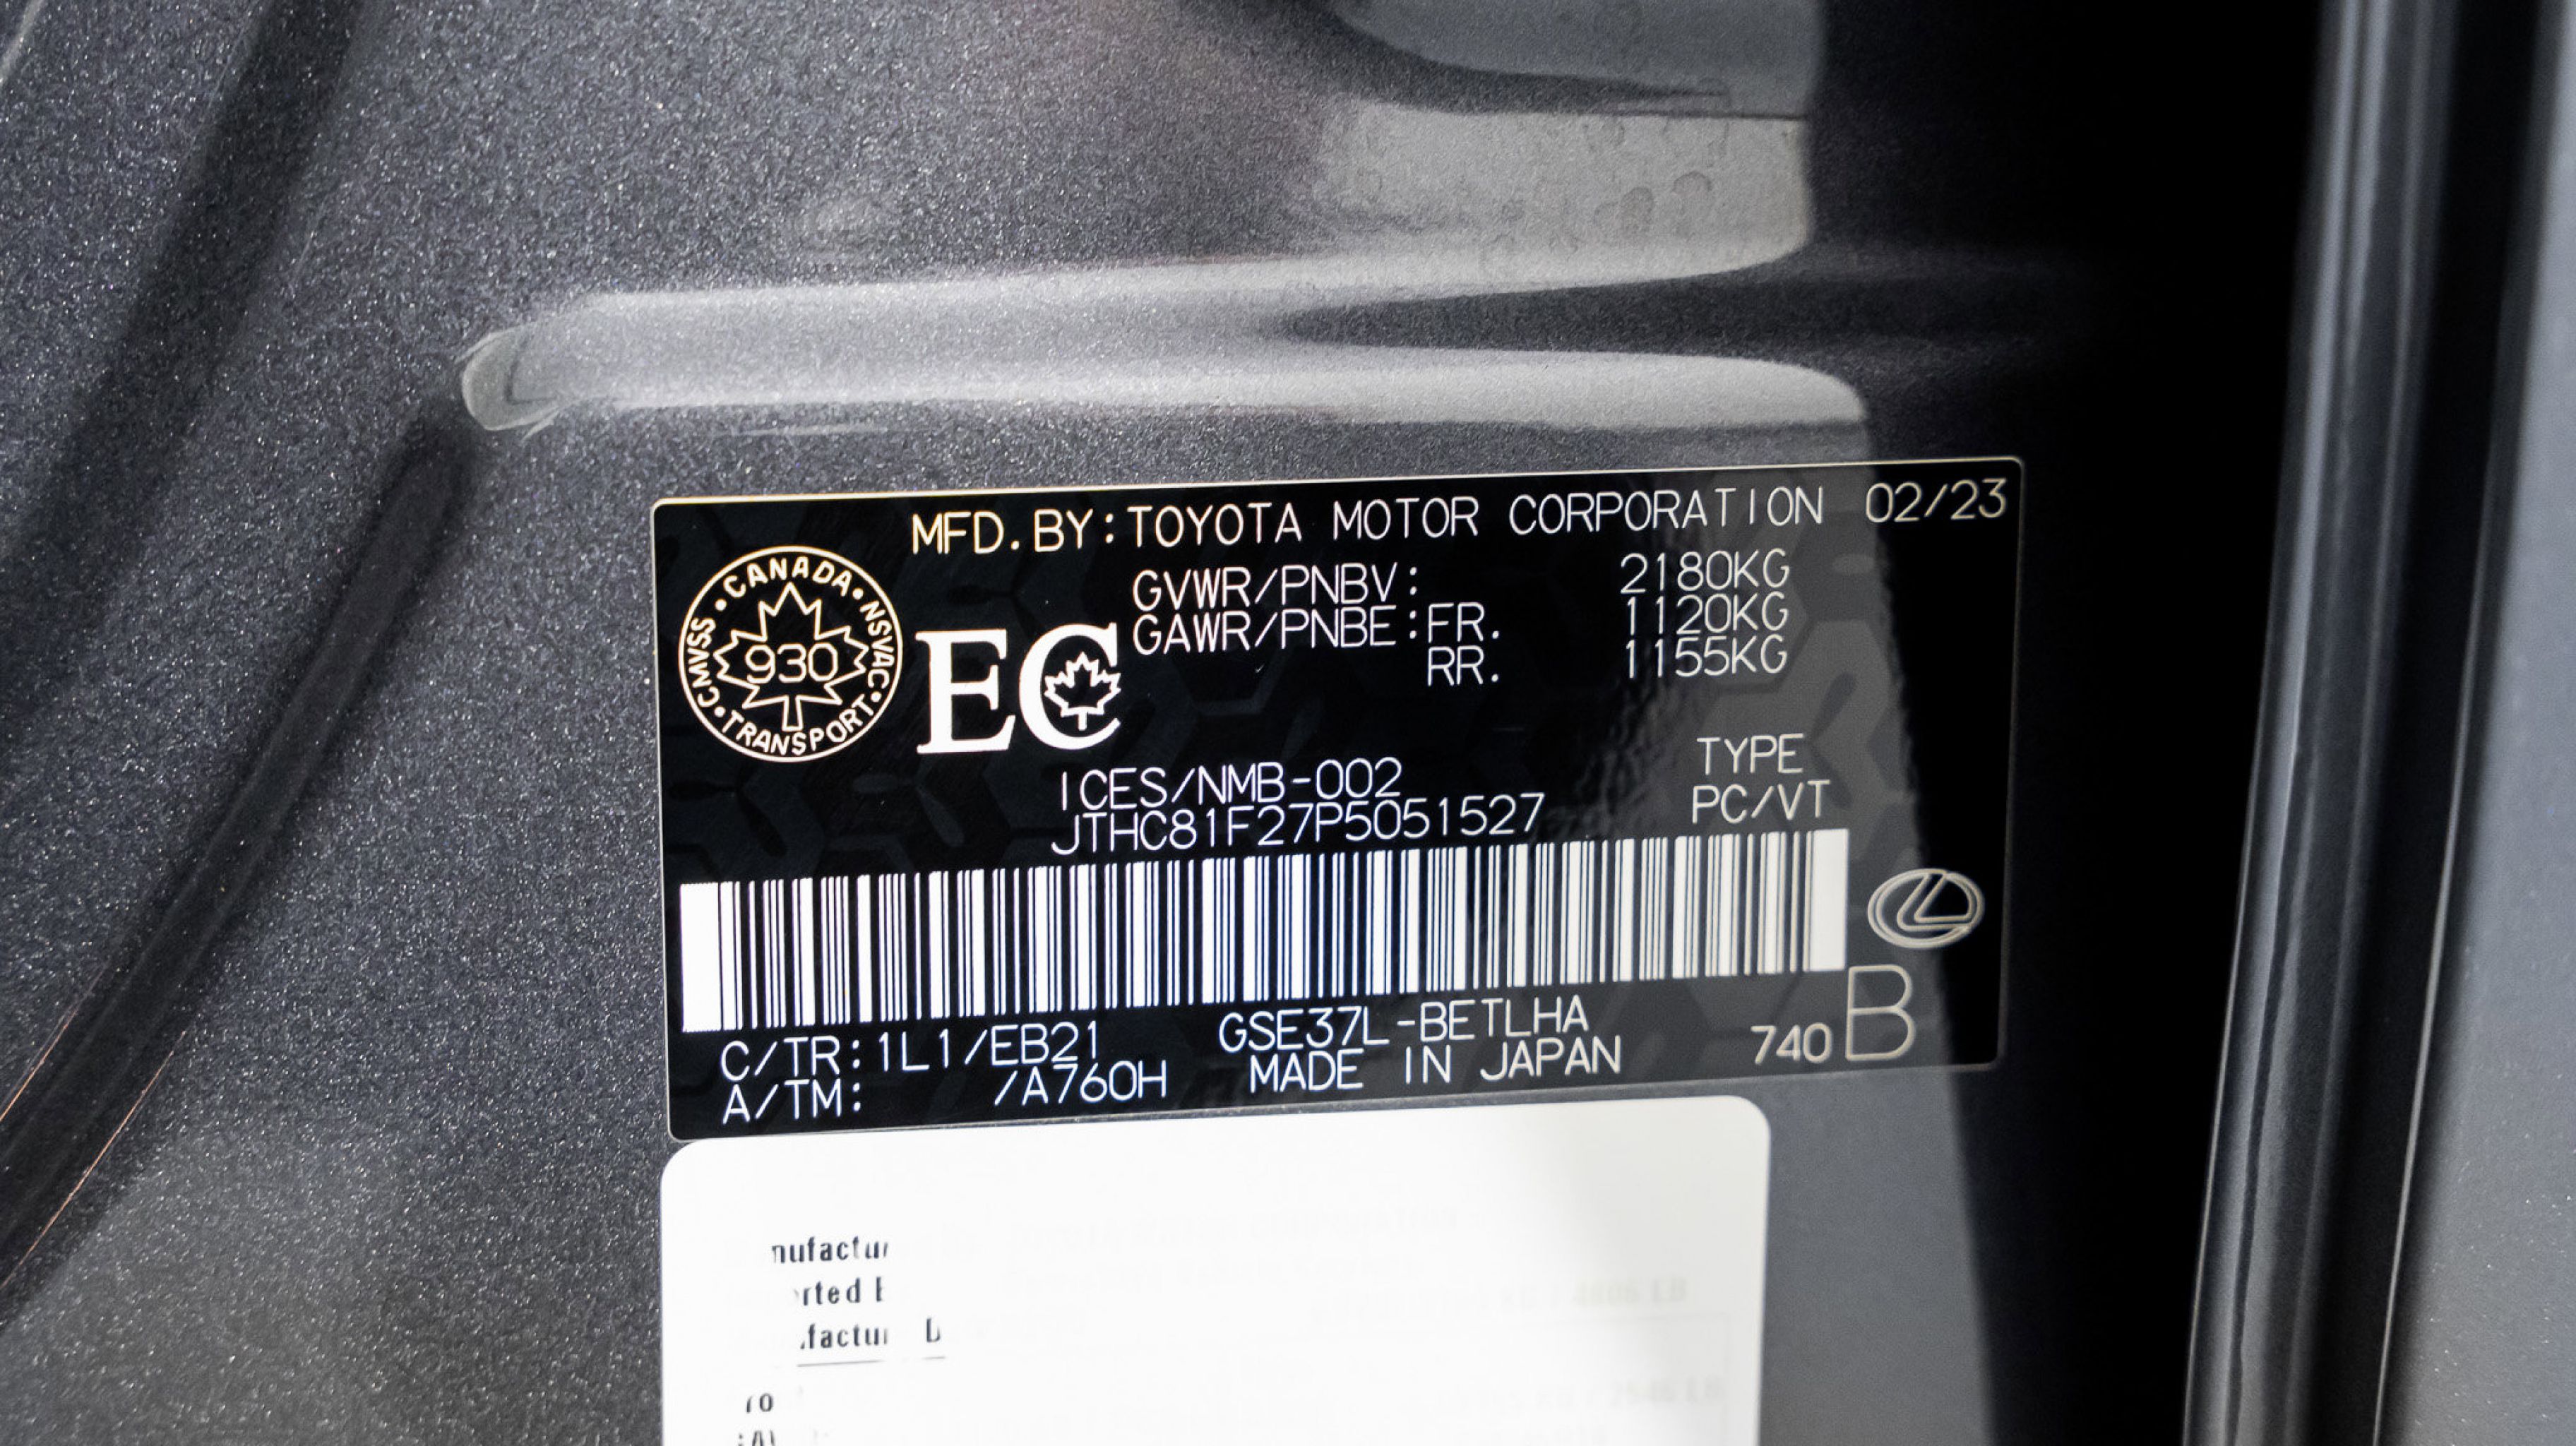 MFD.BY:TOYOTA MOTOR CORPORATION 02/23
CANADA • NSVAC • TRANSPORT • CMVSS
930
EC
GVWR/PNBV: 2180KG
GAWR/PNBE:FR. 1120KG
RR. 1155KG
ICES/NMB-002
JTHC81F27P5051527
TYPE
PC/VT
C/TR:1L1/EB21
A/TM: /A760H
GSE37L-BETLHA
MADE IN JAPAN
740 B